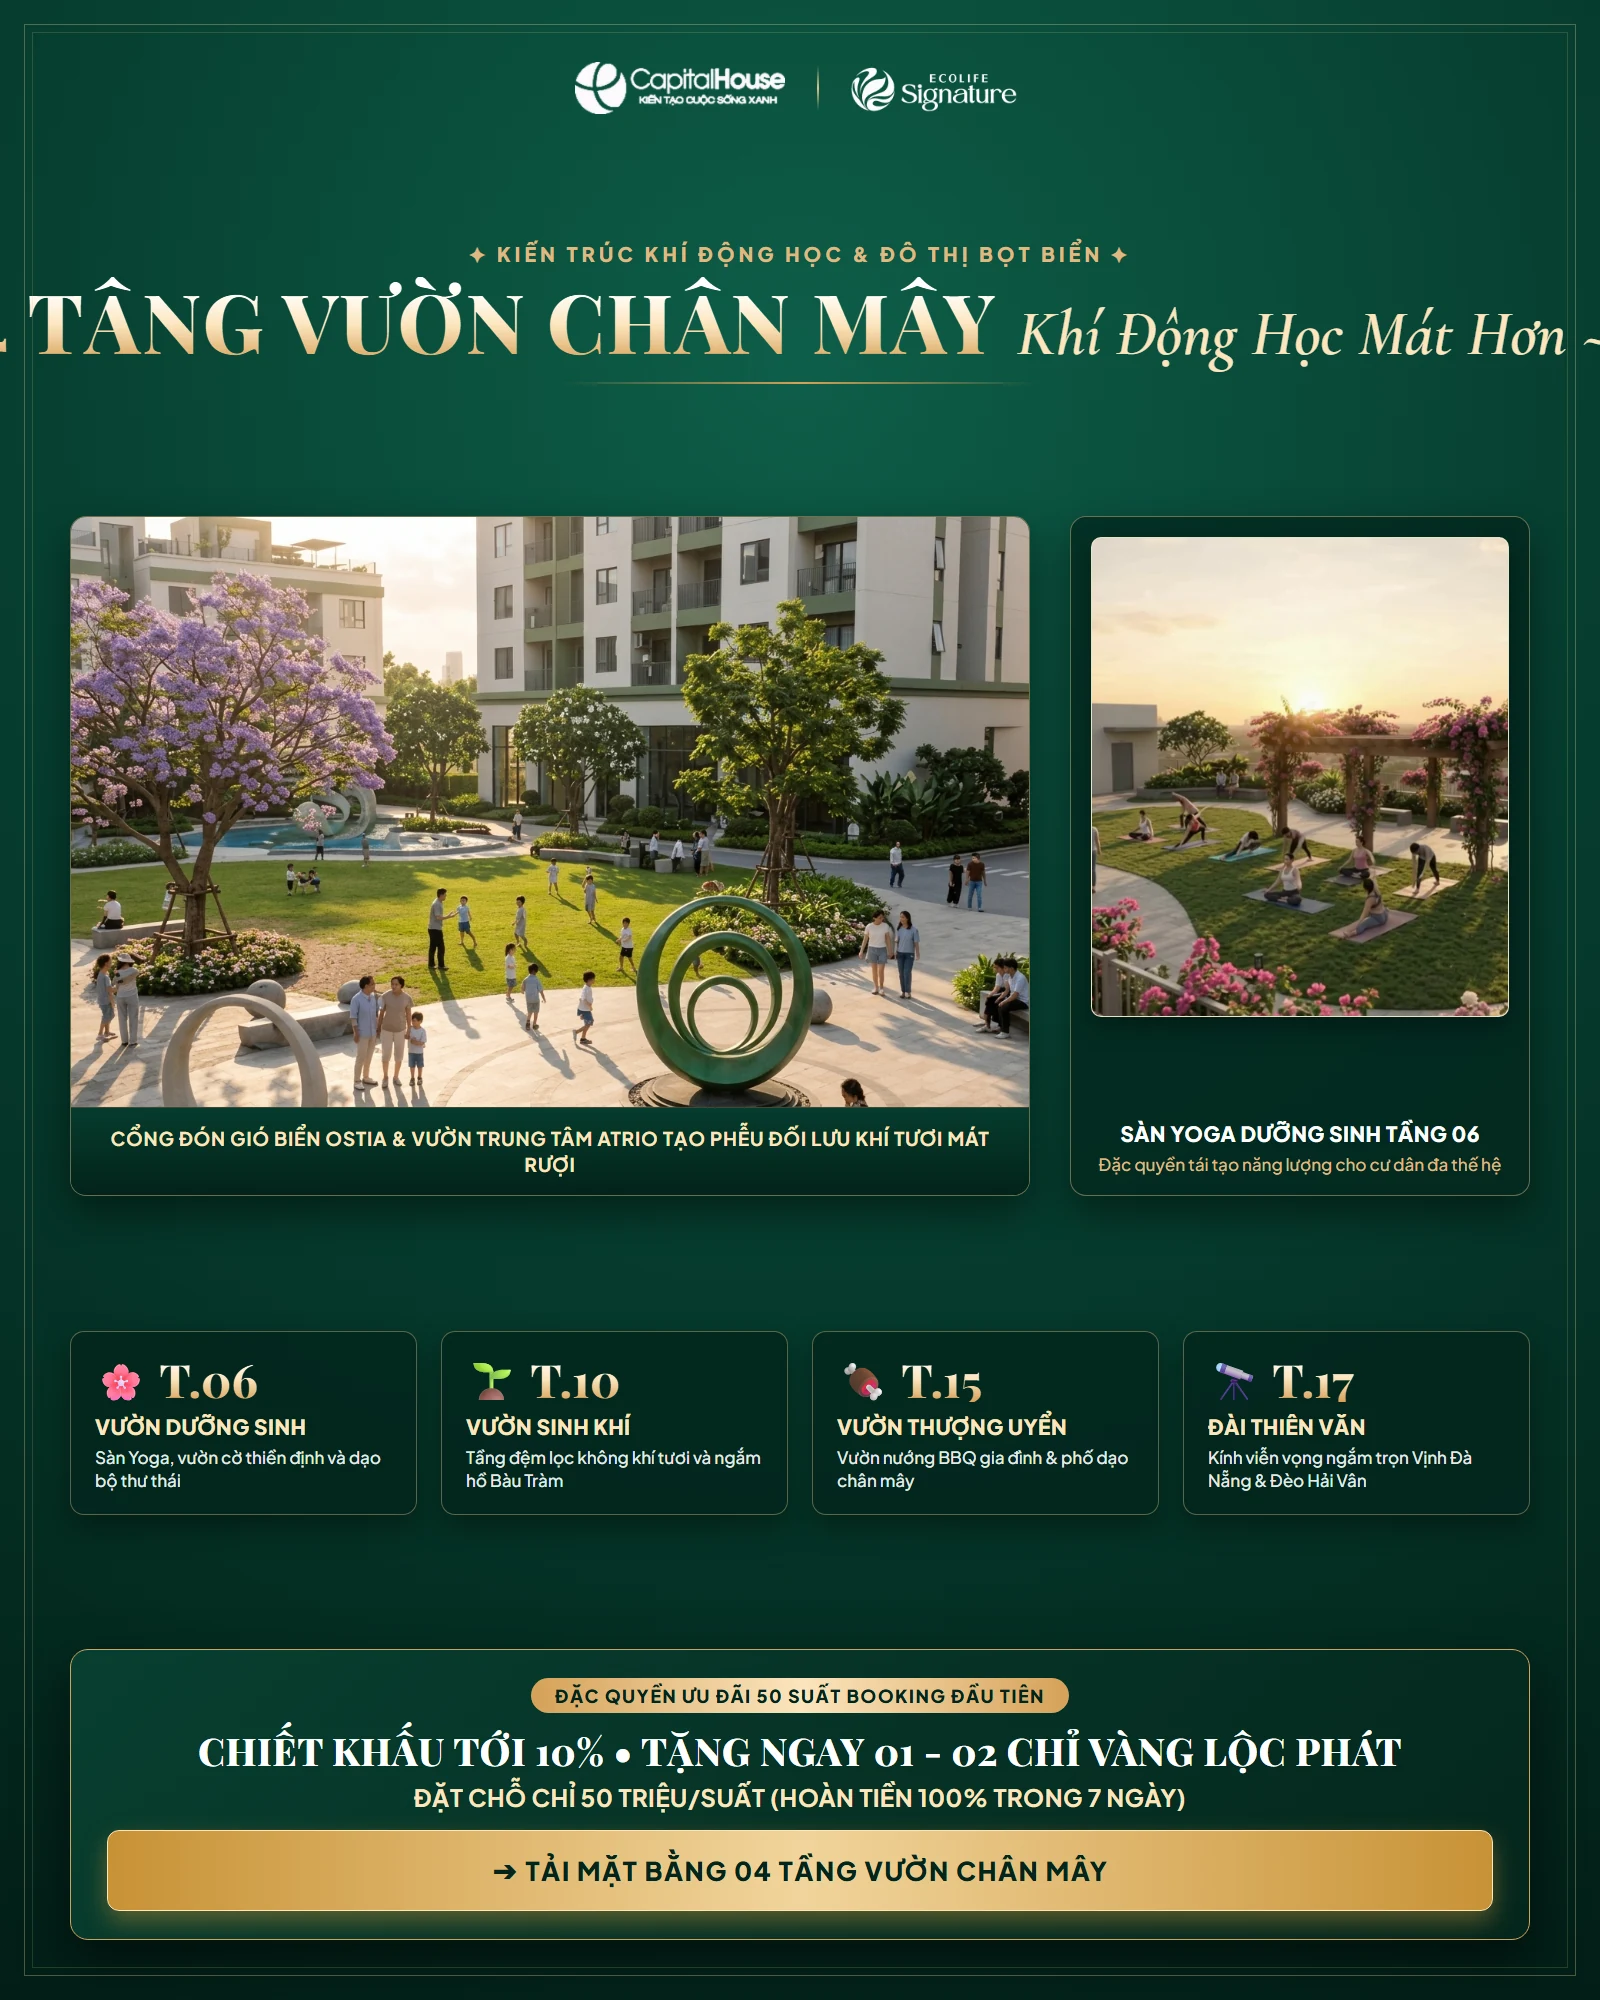 CapitalHouse
KIẾN TẠO CUỘC SỐNG XANH
ECOLIFE
Signature
✦ KIẾN TRÚC KHÍ ĐỘNG HỌC & ĐÔ THỊ BỌT BIỂN ✦
TẦNG VƯỜN CHÂN MÂY Khí Động Học Mát Hơn
CỔNG ĐÓN GIÓ BIỂN OSTIA & VƯỜN TRUNG TÂM ATRIO TẠO PHỄU ĐỐI LƯU KHÍ TƯƠI MÁT
RƯỢI
SÀN YOGA DƯỠNG SINH TẦNG 06
Đặc quyền tái tạo năng lượng cho cư dân đa thế hệ
T.06
VƯỜN DƯỠNG SINH
Sàn Yoga, vườn cờ thiền định và dạo
bộ thư thái
T.10
VƯỜN SINH KHÍ
Tầng đệm lọc không khí tươi và ngắm
hồ Bàu Tràm
T.15
VƯỜN THƯỢNG UYỂN
Vườn nướng BBQ gia đình & phố dạo
chân mây
T.17
ĐÀI THIÊN VĂN
Kính viễn vọng ngắm trọn Vịnh Đà
Nẵng & Đèo Hải Vân
ĐẶC QUYỀN ƯU ĐÃI 50 SUẤT BOOKING ĐẦU TIÊN
CHIẾT KHẤU TỚI 10% • TẶNG NGAY 01 - 02 CHỈ VÀNG LỘC PHÁT
ĐẶT CHỖ CHỈ 50 TRIỆU/SUẤT (HOÀN TIỀN 100% TRONG 7 NGÀY)
➔ TẢI MẶT BẰNG 04 TẦNG VƯỜN CHÂN MÂY